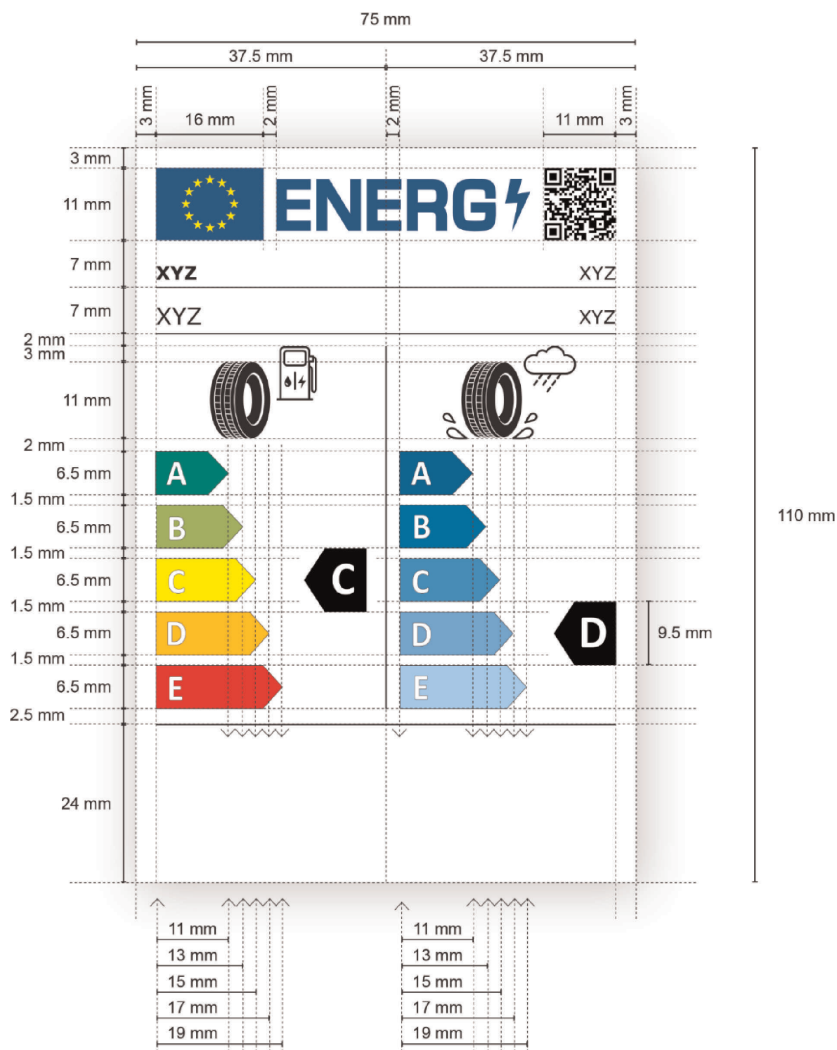 75 mm
37.5 mm 37.5 mm
3 mm 16 mm 2 mm 2 mm 11 mm 3 mm
3 mm
11 mm ENERG
7 mm XYZ XYZ
7 mm XYZ XYZ
2 mm
3 mm
11 mm
2 mm
6.5 mm A A
1.5 mm
6.5 mm B B
110 mm
1.5 mm
6.5 mm C C C
1.5 mm
6.5 mm D D D 9.5 mm
1.5 mm
6.5 mm E E
2.5 mm
24 mm
11 mm 11 mm
13 mm 13 mm
15 mm 15 mm
17 mm 17 mm
19 mm 19 mm